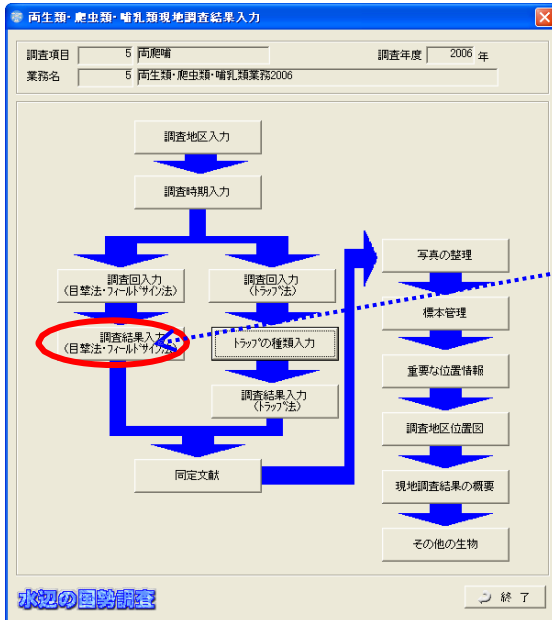 両生類・爬虫類・哺乳類現地調査結果入力
調査項目 5 両爬哺 調査年度 2006 年
業務名 5 両生類・爬虫類・哺乳類業務2006
調査地区入力
調査時期入力
調査回入力
(目撃法・フィールドサイン法)
調査回入力
(トラップ法)
調査結果入力
(目撃法・フィールドサイン法)
トラップの種類入力
調査結果入力
(トラップ法)
同定文献
写真の整理
標本管理
重要な位置情報
調査地区位置図
現地調査結果の概要
その他の生物
水辺の国勢調査
終 了